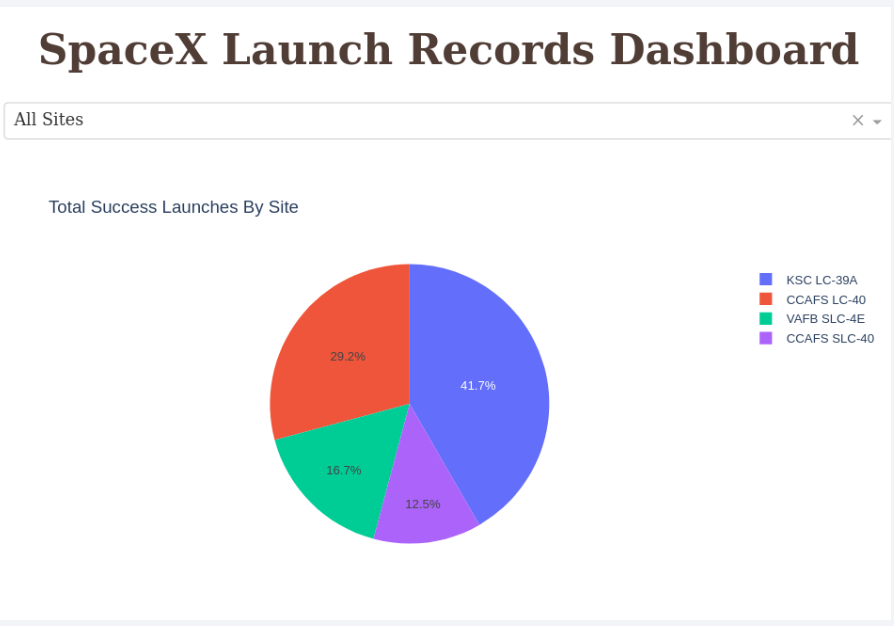 SpaceX Launch Records Dashboard
All Sites
Total Success Launches By Site
KSC LC-39A
CCAFS LC-40
VAFB SLC-4E
CCAFS SLC-40
29.2%
41.7%
16.7%
12.5%